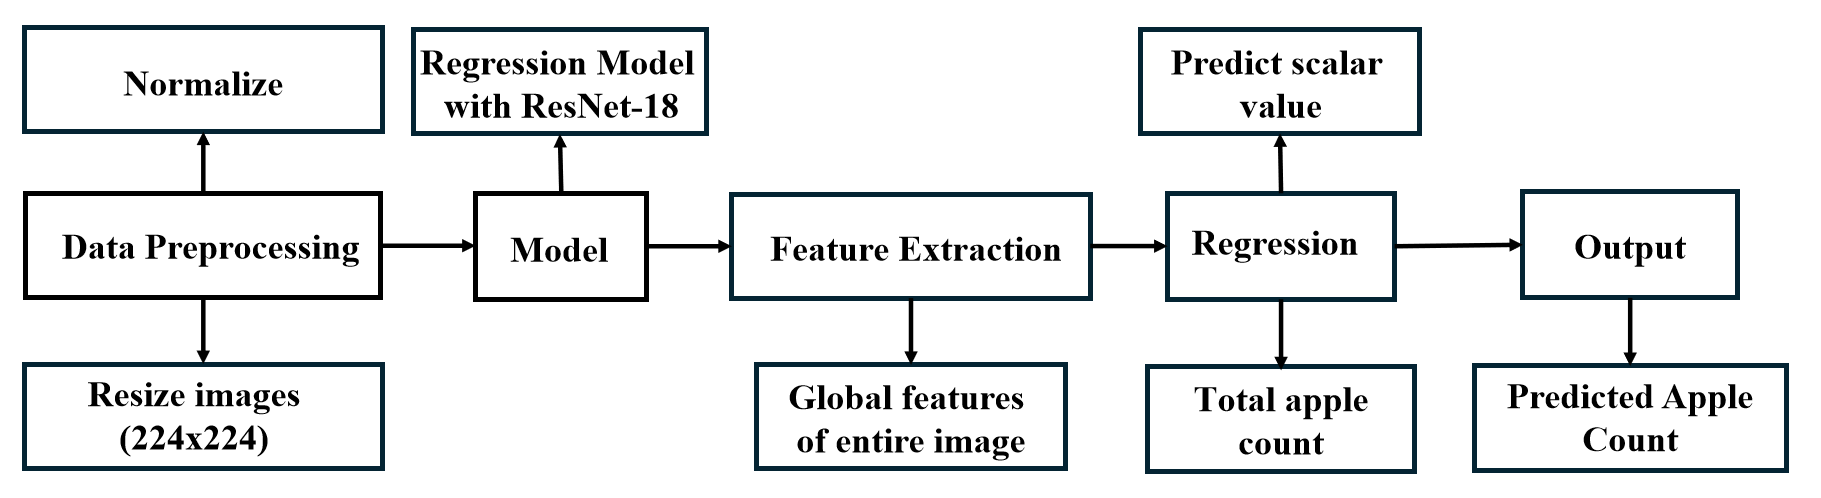 Normalize
Regression Model
with ResNet-18
Predict scalar
value
Data Preprocessing
Model
Feature Extraction
Regression
Output
Resize images
(224x224)
Global features
of entire image
Total apple
count
Predicted Apple
Count